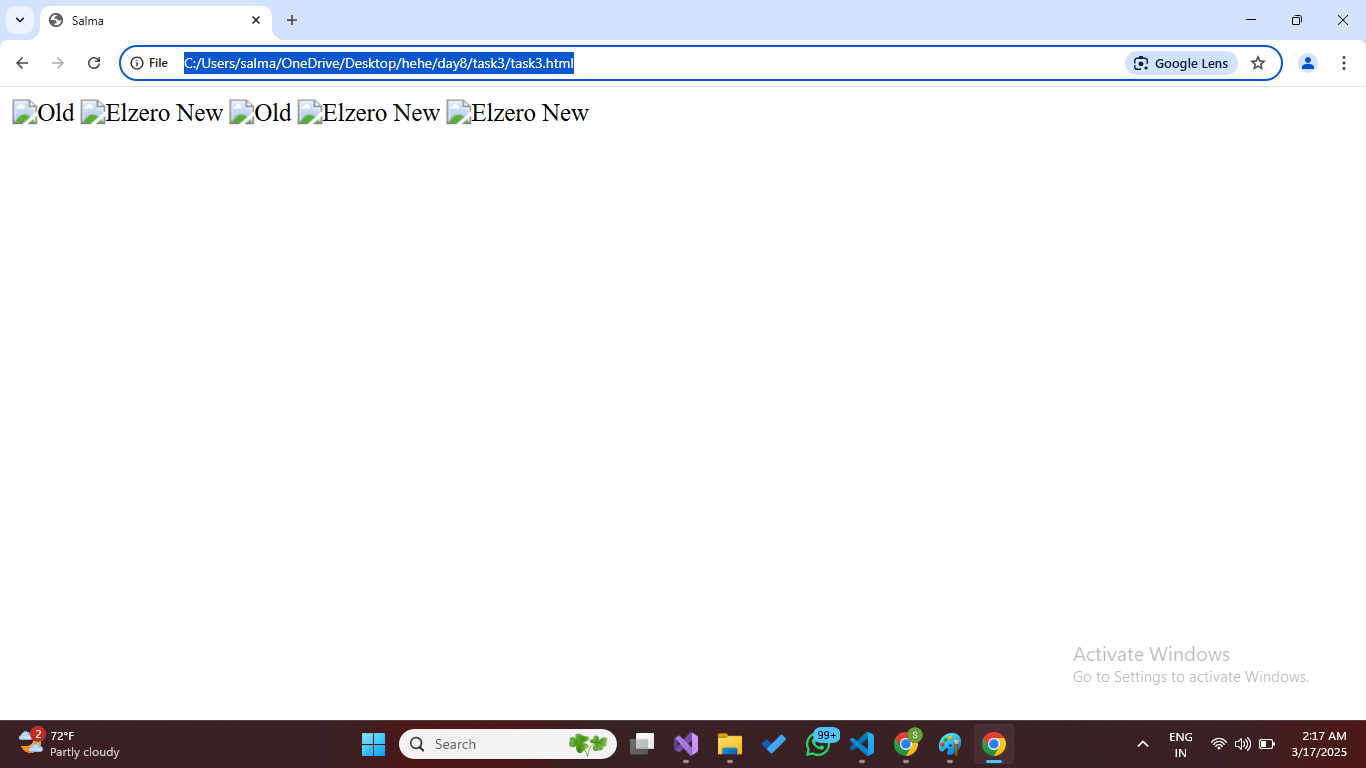 Salma
File C:/Users/salma/OneDrive/Desktop/hehe/day8/task3/task3.html Google Lens
Old Elzero New Old Elzero New Elzero New
Activate Windows
Go to Settings to activate Windows.
2 72°F
Partly cloudy
Search
99+
S
ENG
IN
2:17 AM
3/17/2025